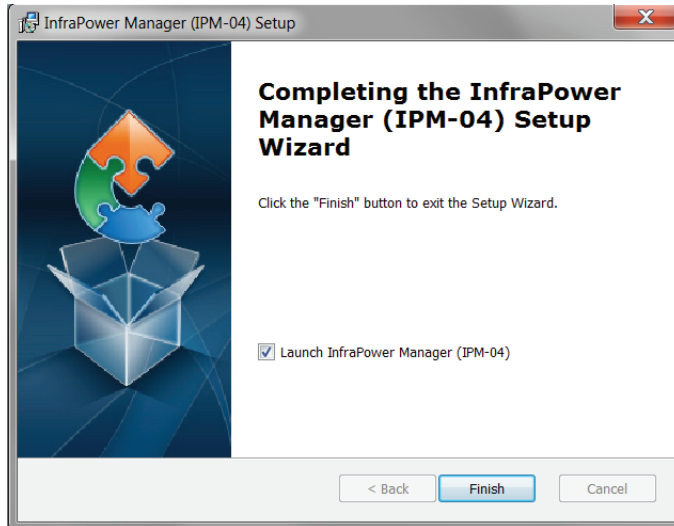 InfraPower Manager (IPM-04) Setup
Completing the InfraPower
Manager (IPM-04) Setup
Wizard
Click the "Finish" button to exit the Setup Wizard.
Launch InfraPower Manager (IPM-04)
< Back
Finish
Cancel